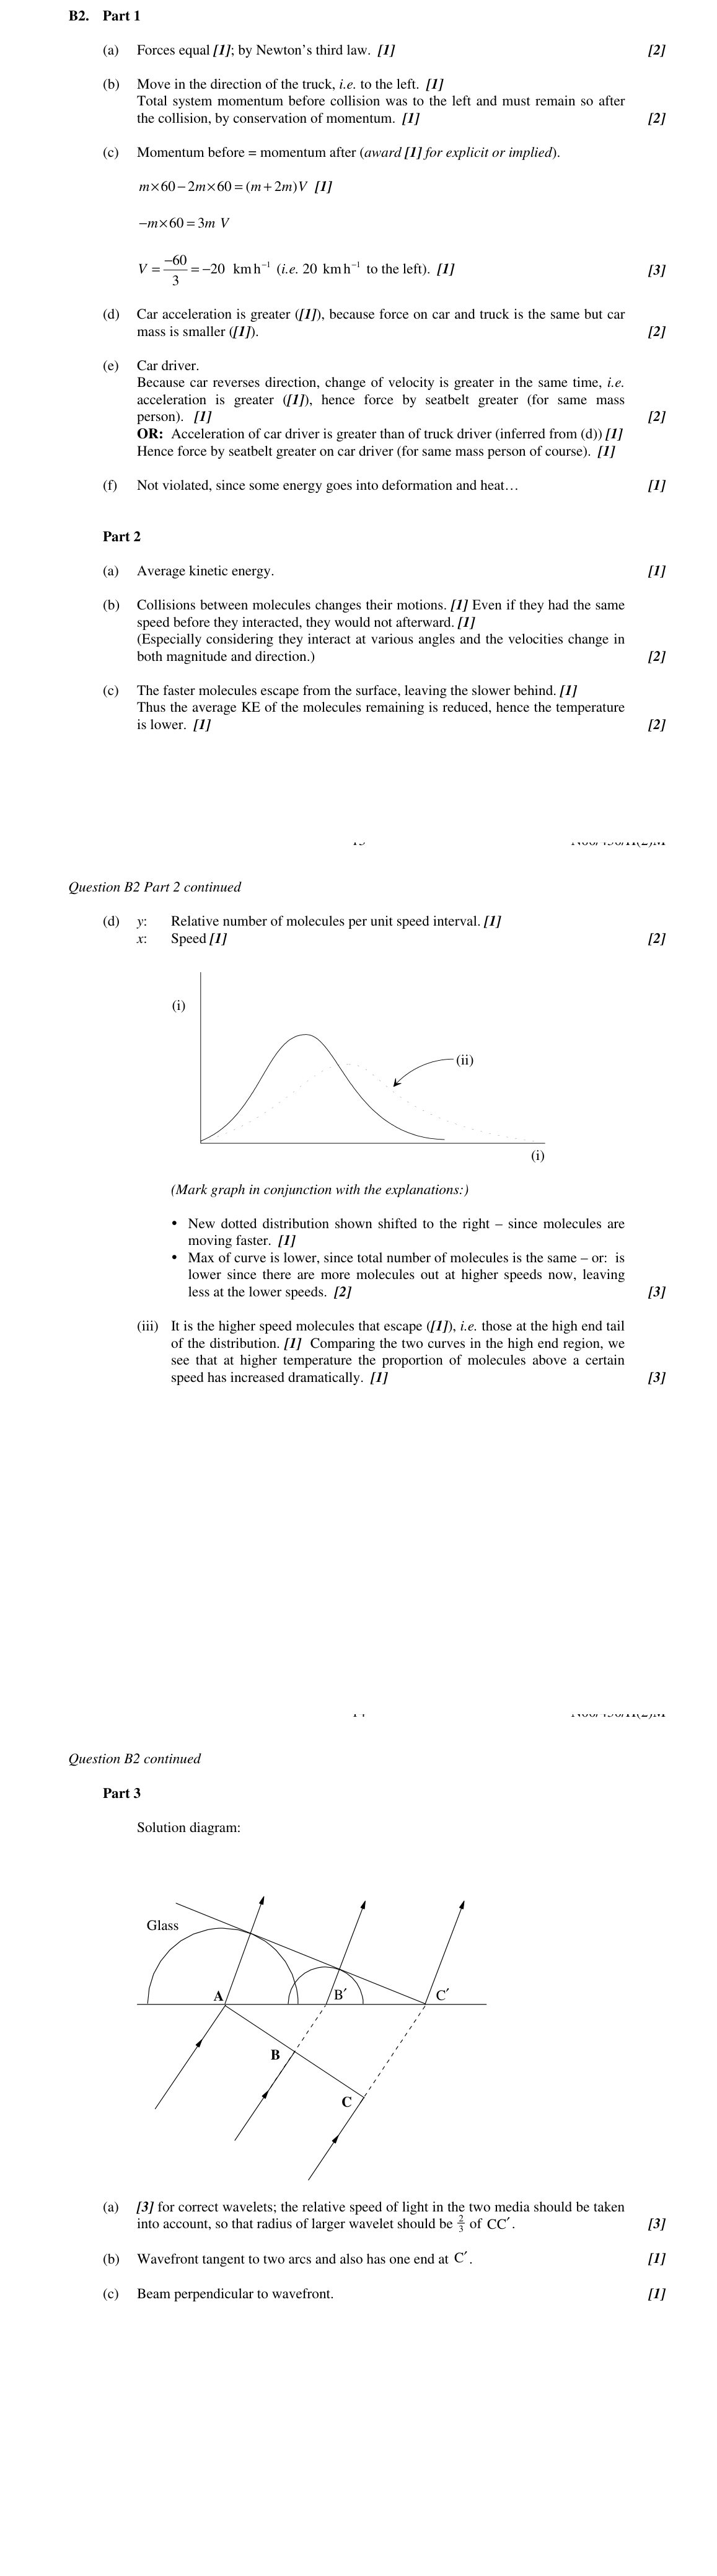 B2. Part 1
(a) Forces equal [1]; by Newton's third law. [1] [2]
(b) Move in the direction of the truck, i.e. to the left. [1]
Total system momentum before collision was to the left and must remain so after
the collision, by conservation of momentum. [1] [2]
(c) Momentum before = momentum after (award [1] for explicit or implied).
m×60−2m×60=(m+2m)V [1]
−m×60=3m V
V = −60/3 = −20 km h⁻¹ (i.e. 20 km h⁻¹ to the left). [1] [3]
(d) Car acceleration is greater ([1]), because force on car and truck is the same but car
mass is smaller ([1]). [2]
(e) Car driver.
Because car reverses direction, change of velocity is greater in the same time, i.e.
acceleration is greater ([1]), hence force by seatbelt greater (for same mass
person). [1] [2]
OR: Acceleration of car driver is greater than of truck driver (inferred from (d)) [1]
Hence force by seatbelt greater on car driver (for same mass person of course). [1]
(f) Not violated, since some energy goes into deformation and heat… [1]
Part 2
(a) Average kinetic energy. [1]
(b) Collisions between molecules changes their motions. [1] Even if they had the same
speed before they interacted, they would not afterward. [1]
(Especially considering they interact at various angles and the velocities change in
both magnitude and direction.) [2]
(c) The faster molecules escape from the surface, leaving the slower behind. [1]
Thus the average KE of the molecules remaining is reduced, hence the temperature
is lower. [1] [2]
Question B2 Part 2 continued
(d) y: Relative number of molecules per unit speed interval. [1]
x: Speed [1] [2]
(i)
(ii)
(i)
(Mark graph in conjunction with the explanations:)
• New dotted distribution shown shifted to the right – since molecules are
moving faster. [1]
• Max of curve is lower, since total number of molecules is the same – or: is
lower since there are more molecules out at higher speeds now, leaving
less at the lower speeds. [2] [3]
(iii) It is the higher speed molecules that escape ([1]), i.e. those at the high end tail
of the distribution. [1] Comparing the two curves in the high end region, we
see that at higher temperature the proportion of molecules above a certain
speed has increased dramatically. [1] [3]
Question B2 continued
Part 3
Solution diagram:
Glass
A B′ C′
B
C
(a) [3] for correct wavelets; the relative speed of light in the two media should be taken
into account, so that radius of larger wavelet should be 2/3 of CC′. [3]
(b) Wavefront tangent to two arcs and also has one end at C′. [1]
(c) Beam perpendicular to wavefront. [1]